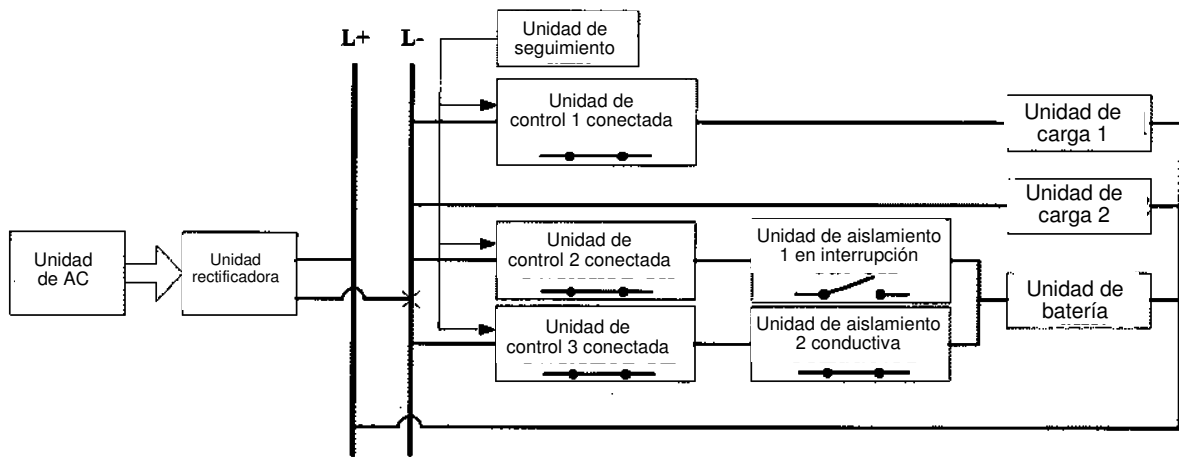 L+
L-
Unidad de
seguimiento
Unidad de
control 1 conectada
Unidad de
carga 1
Unidad de
carga 2
Unidad
de AC
Unidad
rectificadora
Unidad de
control 2 conectada
Unidad de aislamiento
1 en interrupción
Unidad de
batería
Unidad de
control 3 conectada
Unidad de aislamiento
2 conductiva